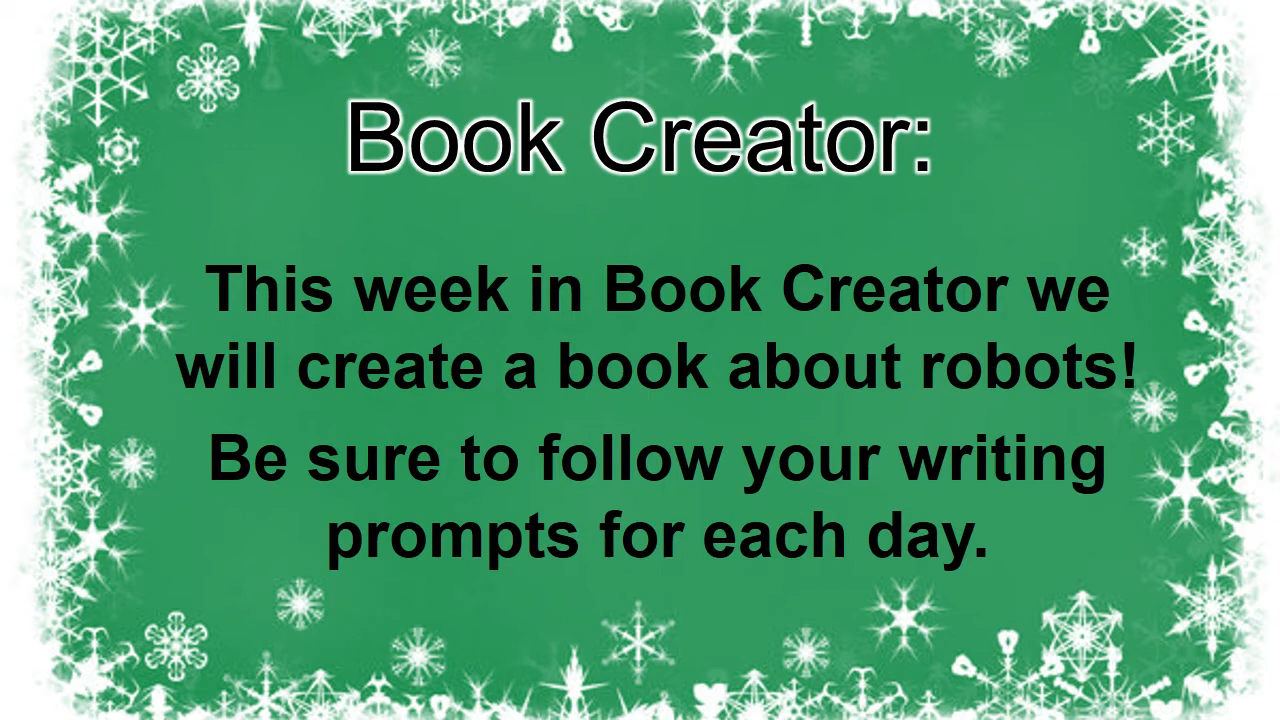 Book Creator:
This week in Book Creator we
will create a book about robots!
Be sure to follow your writing
prompts for each day.